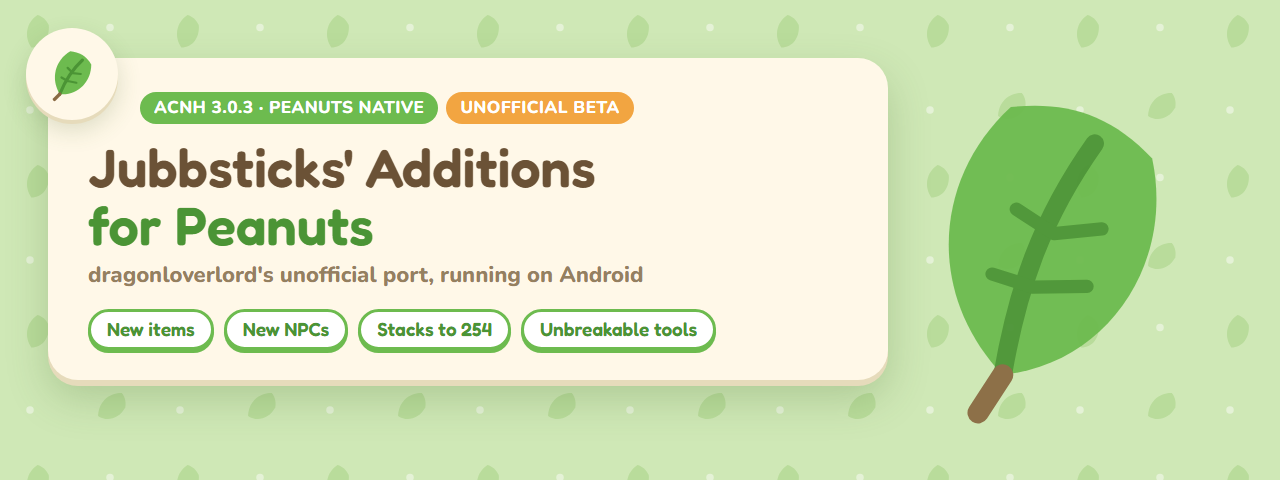 ACNH 3.0.3 · PEANUTS NATIVE UNOFFICIAL BETA
Jubbsticks' Additions
for Peanuts
dragonloverlord's unofficial port, running on Android
New items New NPCs Stacks to 254 Unbreakable tools